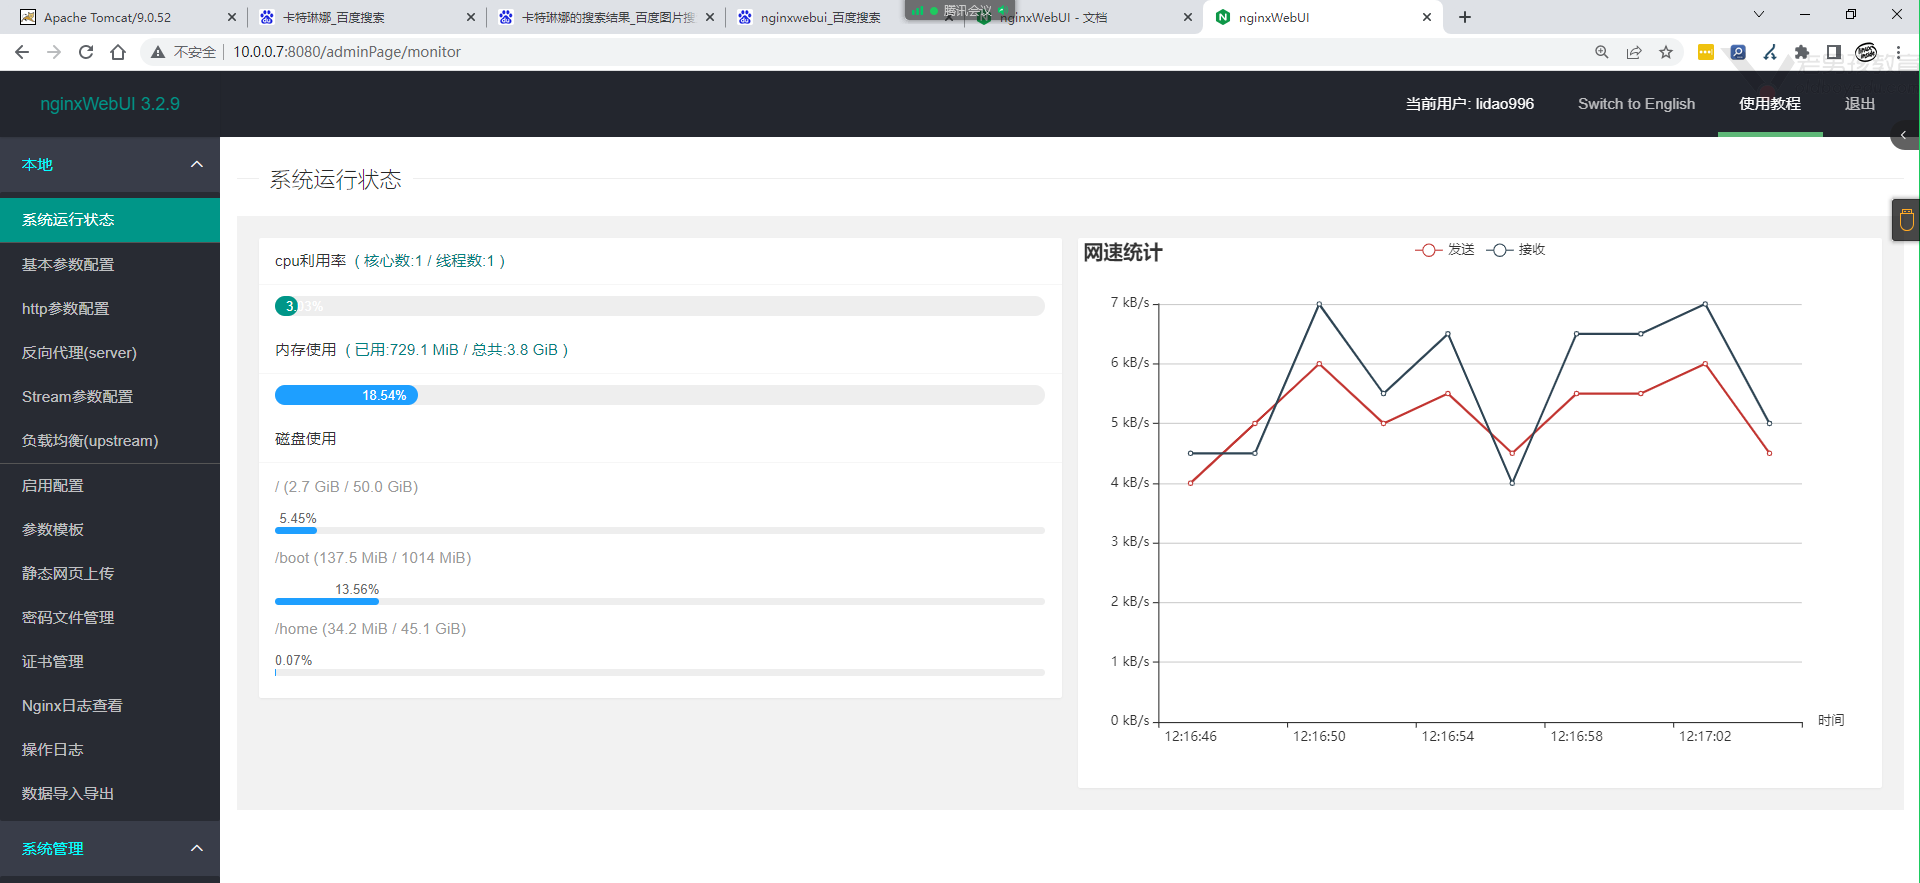 Apache Tomcat/9.0.52
卡特琳娜_百度搜索
卡特琳娜的搜索结果_百度图片搜
nginxwebui_百度搜索
腾讯会议
nginxWebUI - 文档
nginxWebUI
不安全
10.0.0.7:8080/adminPage/monitor
nginxWebUI 3.2.9
当前用户: lidao996
Switch to English
使用教程
退出
本地
系统运行状态
基本参数配置
http参数配置
反向代理(server)
Stream参数配置
负载均衡(upstream)
启用配置
参数模板
静态网页上传
密码文件管理
证书管理
Nginx日志查看
操作日志
数据导入导出
系统管理
系统运行状态
cpu利用率 ( 核心数:1 / 线程数:1 )
3.03%
内存使用 ( 已用:729.1 MiB / 总共:3.8 GiB )
18.54%
磁盘使用
/ (2.7 GiB / 50.0 GiB)
5.45%
/boot (137.5 MiB / 1014 MiB)
13.56%
/home (34.2 MiB / 45.1 GiB)
0.07%
网速统计
发送
接收
7 kB/s
6 kB/s
5 kB/s
4 kB/s
3 kB/s
2 kB/s
1 kB/s
0 kB/s
12:16:46
12:16:50
12:16:54
12:16:58
12:17:02
时间